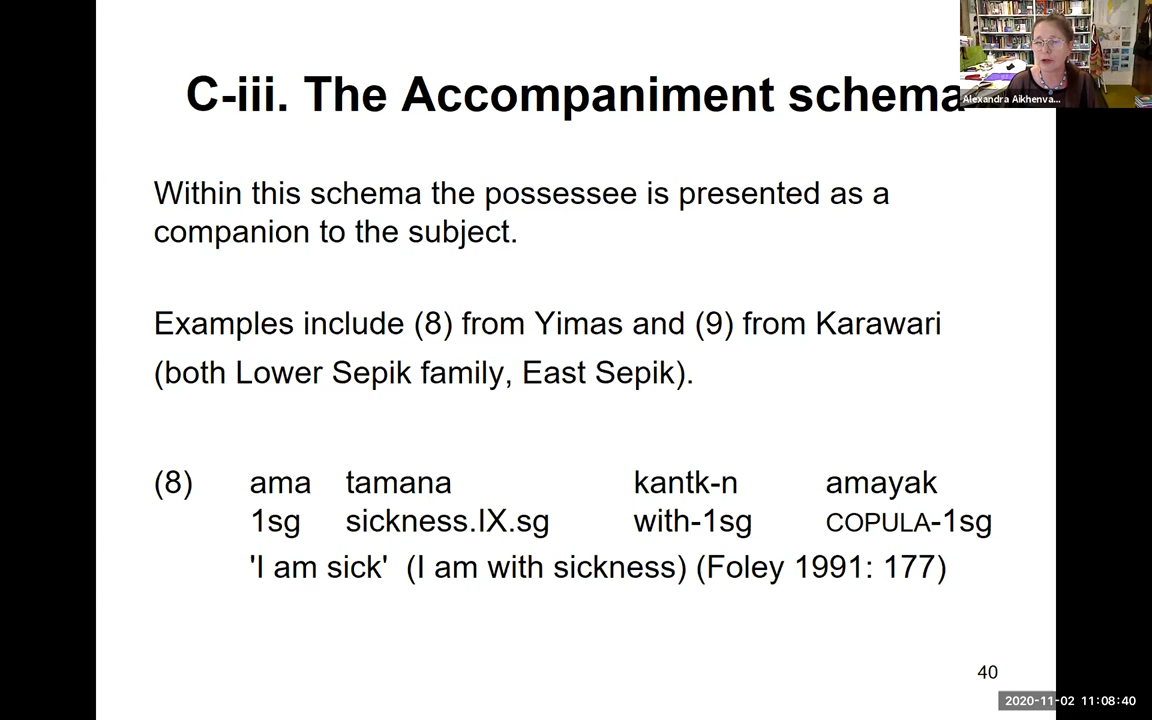 C-iii. The Accompaniment schema
Alexandra Aikhenva...
Within this schema the possessee is presented as a
companion to the subject.
Examples include (8) from Yimas and (9) from Karawari
(both Lower Sepik family, East Sepik).
(8) ama tamana kantk-n amayak
1sg sickness.IX.sg with-1sg COPULA-1sg
'I am sick' (I am with sickness) (Foley 1991: 177)
40
2020-11-02 11:08:40